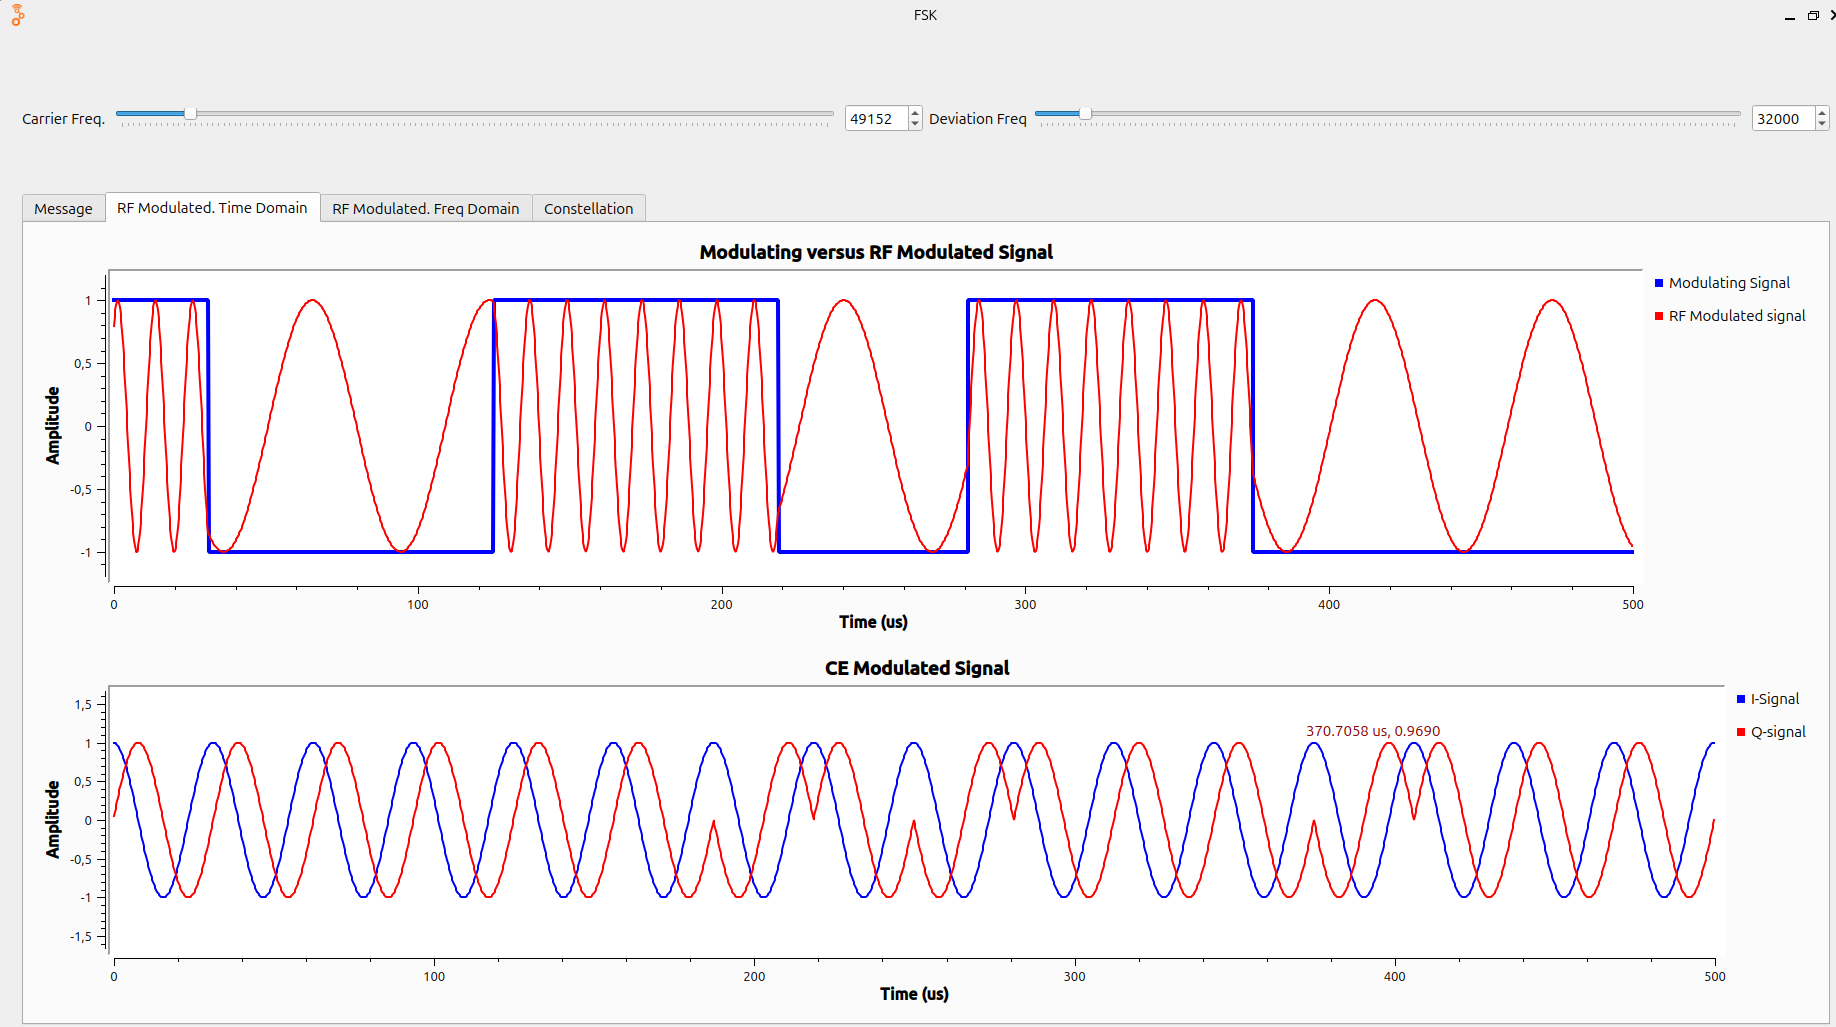 FSK
Carrier Freq. 49152 Deviation Freq 32000
Message RF Modulated. Time Domain RF Modulated. Freq Domain Constellation
Modulating versus RF Modulated Signal
Modulating Signal
RF Modulated signal
Amplitude
1
0,5
0
-0,5
-1
0 100 200 300 400 500
Time (us)
CE Modulated Signal
I-Signal
Q-signal
370.7058 us, 0.9690
Amplitude
1,5
1
0,5
0
-0,5
-1
-1,5
0 100 200 300 400 500
Time (us)